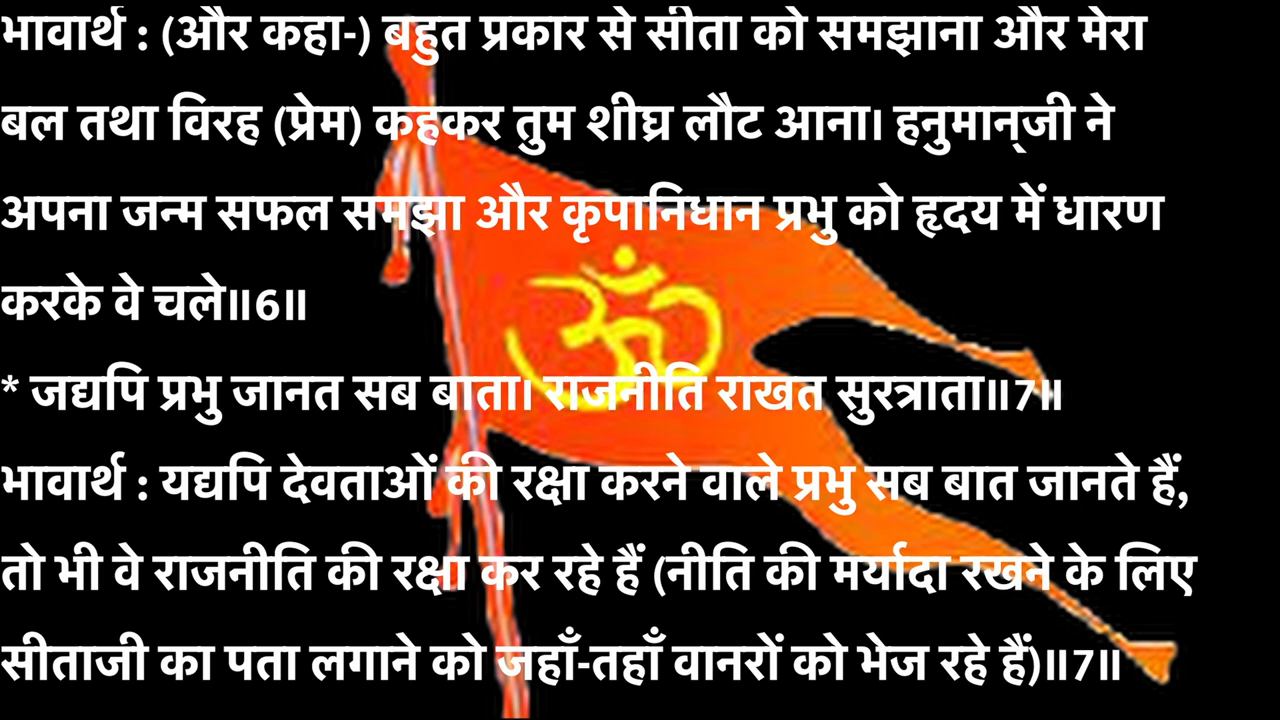 भावार्थ : (और कहा-) बहुत प्रकार से सीता को समझाना और मेरा
बल तथा विरह (प्रेम) कहकर तुम शीघ्र लौट आना। हनुमान्‌जी ने
अपना जन्म सफल समझा और कृपानिधान प्रभु को हृदय में धारण
करके वे चले॥6॥
* जद्यपि प्रभु जानत सब बाता। राजनीति राखत सुरत्राता॥7॥
भावार्थ : यद्यपि देवताओं की रक्षा करने वाले प्रभु सब बात जानते हैं,
तो भी वे राजनीति की रक्षा कर रहे हैं (नीति की मर्यादा रखने के लिए
सीताजी का पता लगाने को जहाँ-तहाँ वानरों को भेज रहे हैं)॥7॥
ॐ